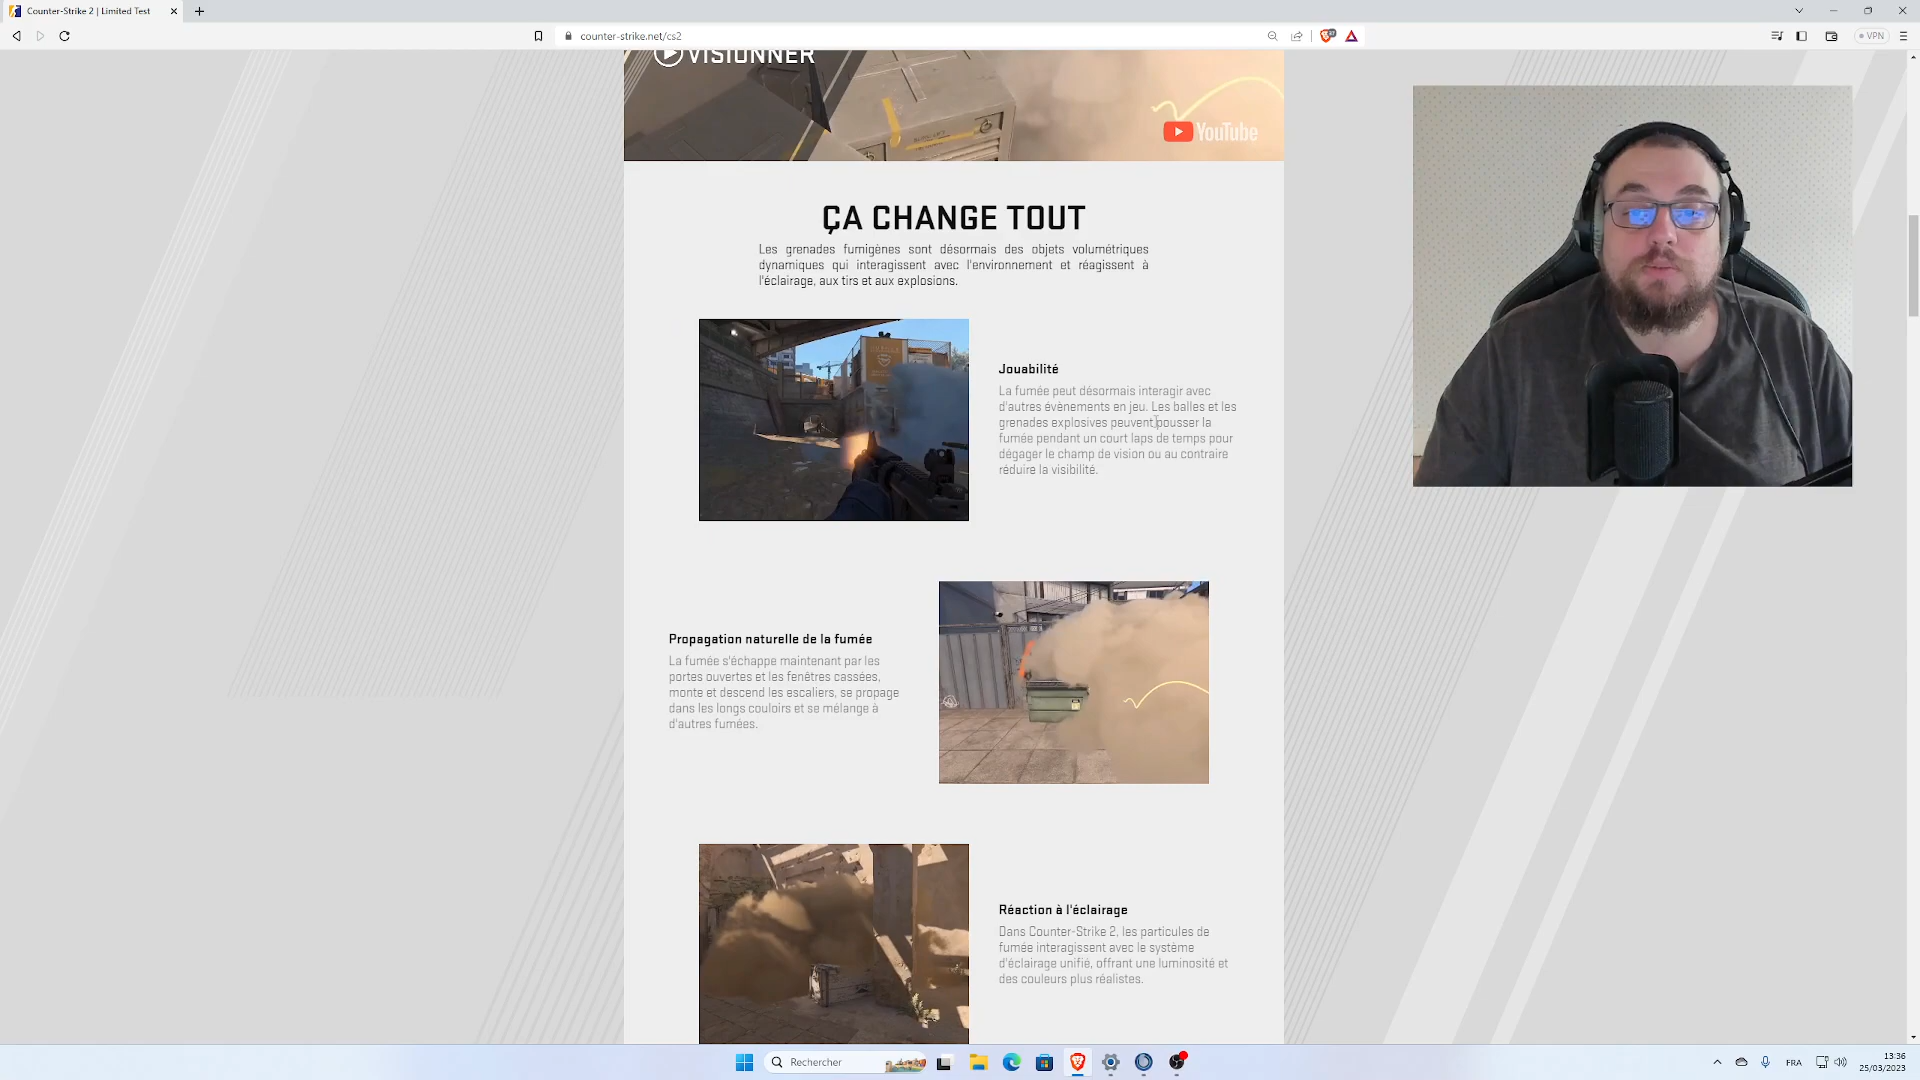 Counter-Strike 2 | Limited Test
counter-strike.net/cs2
VPN
VISIONNER
YouTube
ÇA CHANGE TOUT
Les grenades fumigènes sont désormais des objets volumétriques
dynamiques qui interagissent avec l'environnement et réagissent à
l'éclairage, aux tirs et aux explosions.
Jouabilité
La fumée peut désormais interagir avec
d'autres évènements en jeu. Les balles et les
grenades explosives peuvent pousser la
fumée pendant un court laps de temps pour
dégager le champ de vision ou au contraire
réduire la visibilité.
Propagation naturelle de la fumée
La fumée s'échappe maintenant par les
portes ouvertes et les fenêtres cassées,
monte et descend les escaliers, se propage
dans les longs couloirs et se mélange à
d'autres fumées.
Réaction à l'éclairage
Dans Counter-Strike 2, les particules de
fumée interagissent avec le système
d'éclairage unifié, offrant une luminosité et
des couleurs plus réalistes.
Rechercher
FRA
13:36
25/03/2023